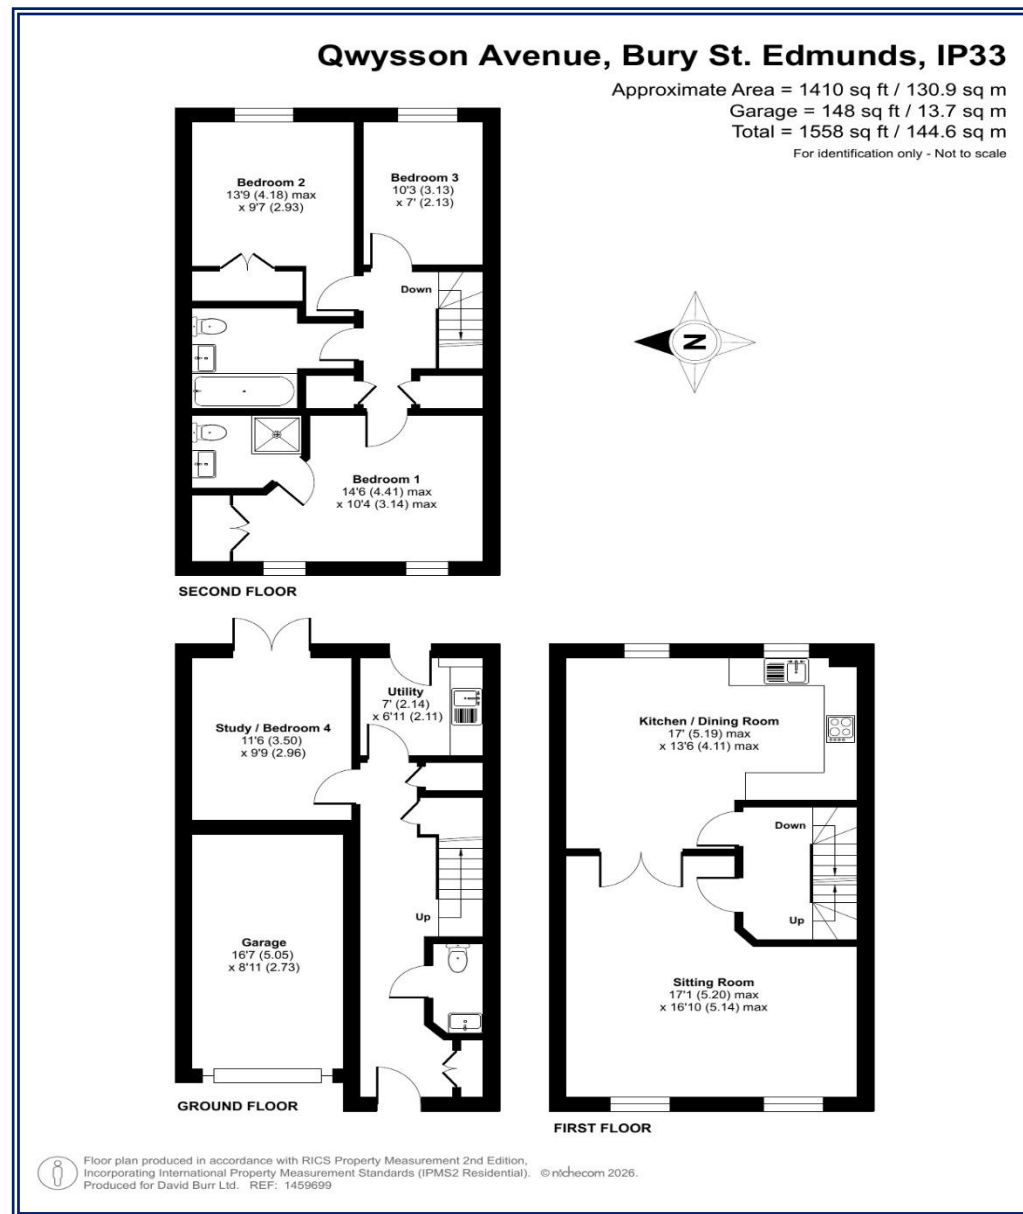 Qwysson Avenue, Bury St. Edmunds, IP33
Approximate Area = 1410 sq ft / 130.9 sq m
Garage = 148 sq ft / 13.7 sq m
Total = 1558 sq ft / 144.6 sq m
For identification only - Not to scale
Bedroom 2
13'9 (4.18) max
x 9'7 (2.93)
Bedroom 3
10'3 (3.13)
x 7' (2.13)
Down
N
Bedroom 1
14'6 (4.41) max
x 10'4 (3.14) max
SECOND FLOOR
Utility
7' (2.14)
x 6'11 (2.11)
Study / Bedroom 4
11'6 (3.50)
x 9'9 (2.96)
Up
Garage
16'7 (5.05)
x 8'11 (2.73)
GROUND FLOOR
Kitchen / Dining Room
17' (5.19) max
x 13'6 (4.11) max
Down
Up
Sitting Room
17'1 (5.20) max
x 16'10 (5.14) max
FIRST FLOOR
Floor plan produced in accordance with RICS Property Measurement 2nd Edition,
Incorporating International Property Measurement Standards (IPMS2 Residential). © nichecom 2026.
Produced for David Burr Ltd. REF: 1459699